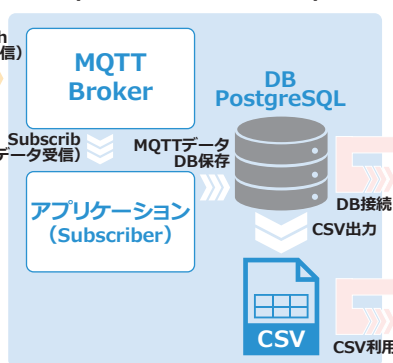 h
信）
MQTT
Broker
DB
PostgreSQL
Subscrib
データ受信）
MQTTデータ
DB保存
アプリケーション
（Subscriber）
DB接続
CSV出力
CSV
CSV利用